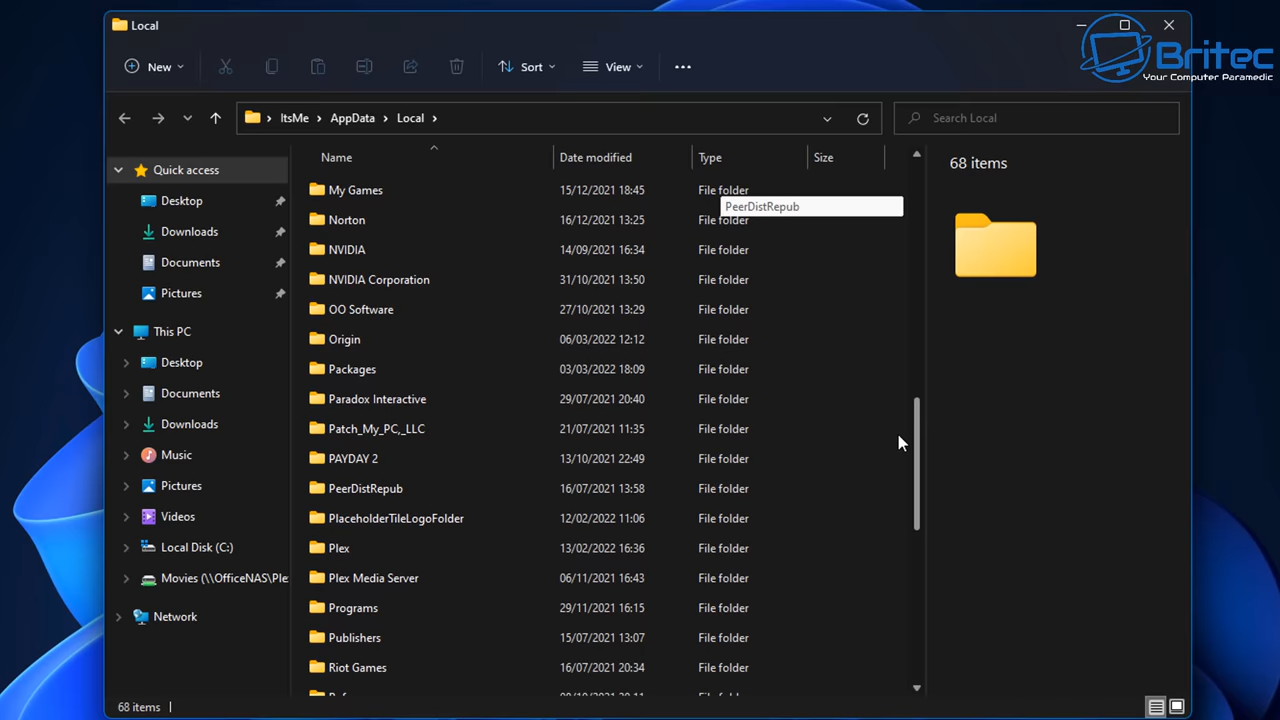 Local
Britec
Your Computer Paramedic
New
Sort
View
ItsMe > AppData > Local >
Search Local
Name Date modified Type Size
68 items
Quick access
Desktop
Downloads
Documents
Pictures
This PC
Desktop
Documents
Downloads
Music
Pictures
Videos
Local Disk (C:)
Movies (\\OfficeNAS\Ple
Network
My Games 15/12/2021 18:45 File folder
PeerDistRepub
Norton 16/12/2021 13:25 File folder
NVIDIA 14/09/2021 16:34 File folder
NVIDIA Corporation 31/10/2021 13:50 File folder
OO Software 27/10/2021 13:29 File folder
Origin 06/03/2022 12:12 File folder
Packages 03/03/2022 18:09 File folder
Paradox Interactive 29/07/2021 20:40 File folder
Patch_My_PC,_LLC 21/07/2021 11:35 File folder
PAYDAY 2 13/10/2021 22:49 File folder
PeerDistRepub 16/07/2021 13:58 File folder
PlaceholderTileLogoFolder 12/02/2022 11:06 File folder
Plex 13/02/2022 16:36 File folder
Plex Media Server 06/11/2021 16:43 File folder
Programs 29/11/2021 16:15 File folder
Publishers 15/07/2021 13:07 File folder
Riot Games 16/07/2021 20:34 File folder
68 items